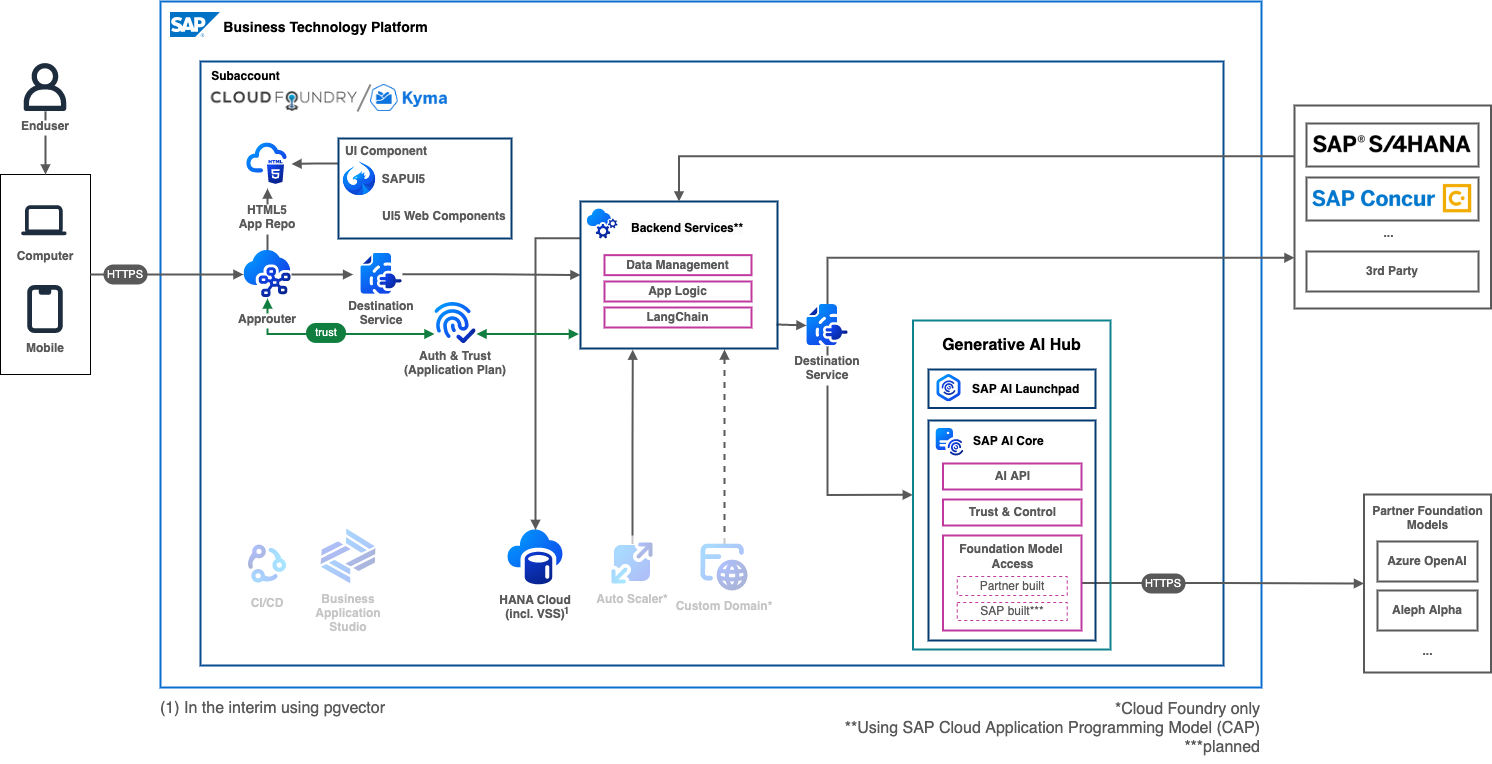 SAP
Business Technology Platform
Subaccount
CLOUD FOUNDRY
Kyma
Enduser
Computer
Mobile
HTTPS
HTML
5
HTML5
App Repo
UI Component
SAPUI5
UI5 Web Components
Approuter
Destination
Service
trust
Auth & Trust
(Application Plan)
Backend Services**
Data Management
App Logic
LangChain
Destination
Service
SAP® S/4HANA
SAP Concur C.
...
3rd Party
Generative AI Hub
SAP AI Launchpad
SAP AI Core
AI API
Trust & Control
Foundation Model
Access
Partner built
SAP built***
HTTPS
Partner Foundation
Models
Azure OpenAI
Aleph Alpha
...
CI/CD
Business
Application
Studio
HANA Cloud
(incl. VSS)¹
Auto Scaler*
Custom Domain*
(1) In the interim using pgvector
*Cloud Foundry only
**Using SAP Cloud Application Programming Model (CAP)
***planned